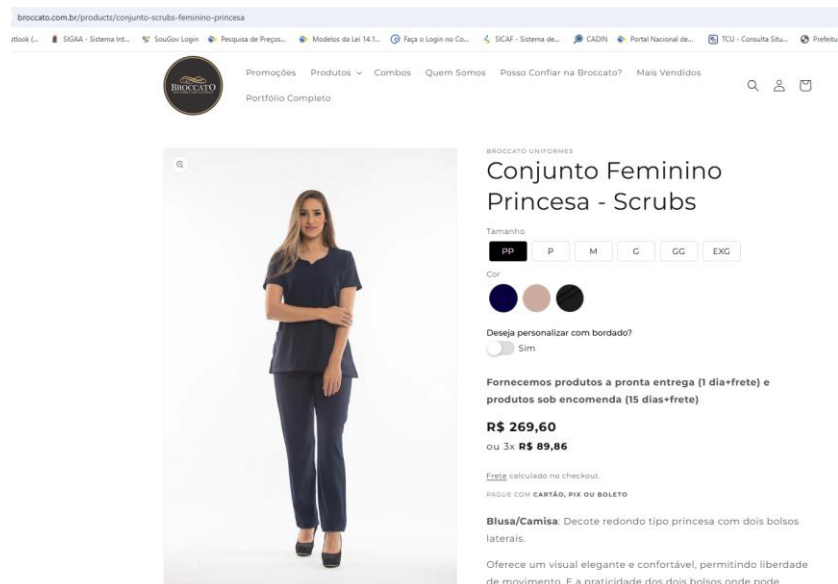 broccato.com.br/products/conjunto-scrubs-feminino-princesa
SIGAA - Sistema Int... SouGov Login Pesquisa de Preços... Modelos da Lei 14.1... Faça o Login no Co... SICAF - Sistema de... CADIN Portal Nacional de... TCU - Consulta Situ... Prefeitu
BROCCATO
Promoções Produtos Combos Quem Somos Posso Confiar na Broccato? Mais Vendidos
Portfólio Completo
BROCCATO UNIFORMES
Conjunto Feminino
Princesa - Scrubs
Tamanho
PP P M G GG EXG
Cor
Deseja personalizar com bordado?
Sim
Fornecemos produtos a pronta entrega (1 dia+frete) e
produtos sob encomenda (15 dias+frete)
R$ 269,60
ou 3x R$ 89,86
Frete calculado no checkout.
PAGUE COM CARTÃO, PIX OU BOLETO
Blusa/Camisa: Decote redondo tipo princesa com dois bolsos
laterais.
Oferece um visual elegante e confortável, permitindo liberdade
de movimento. E a praticidade dos dois bolsos onde pode